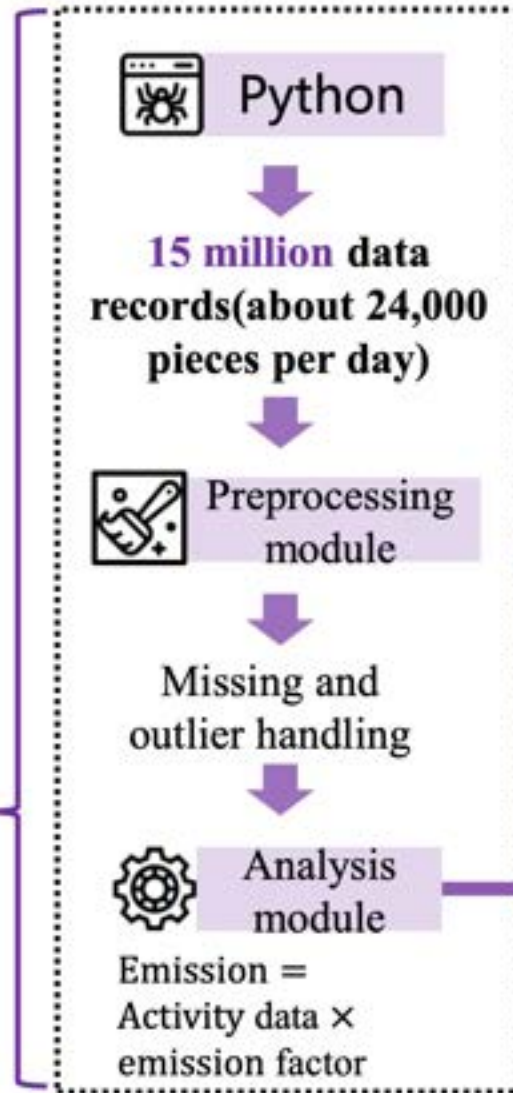 Python
15 million data
records(about 24,000
pieces per day)
Preprocessing
module
Missing and
outlier handling
Analysis
module
Emission =
Activity data ×
emission factor